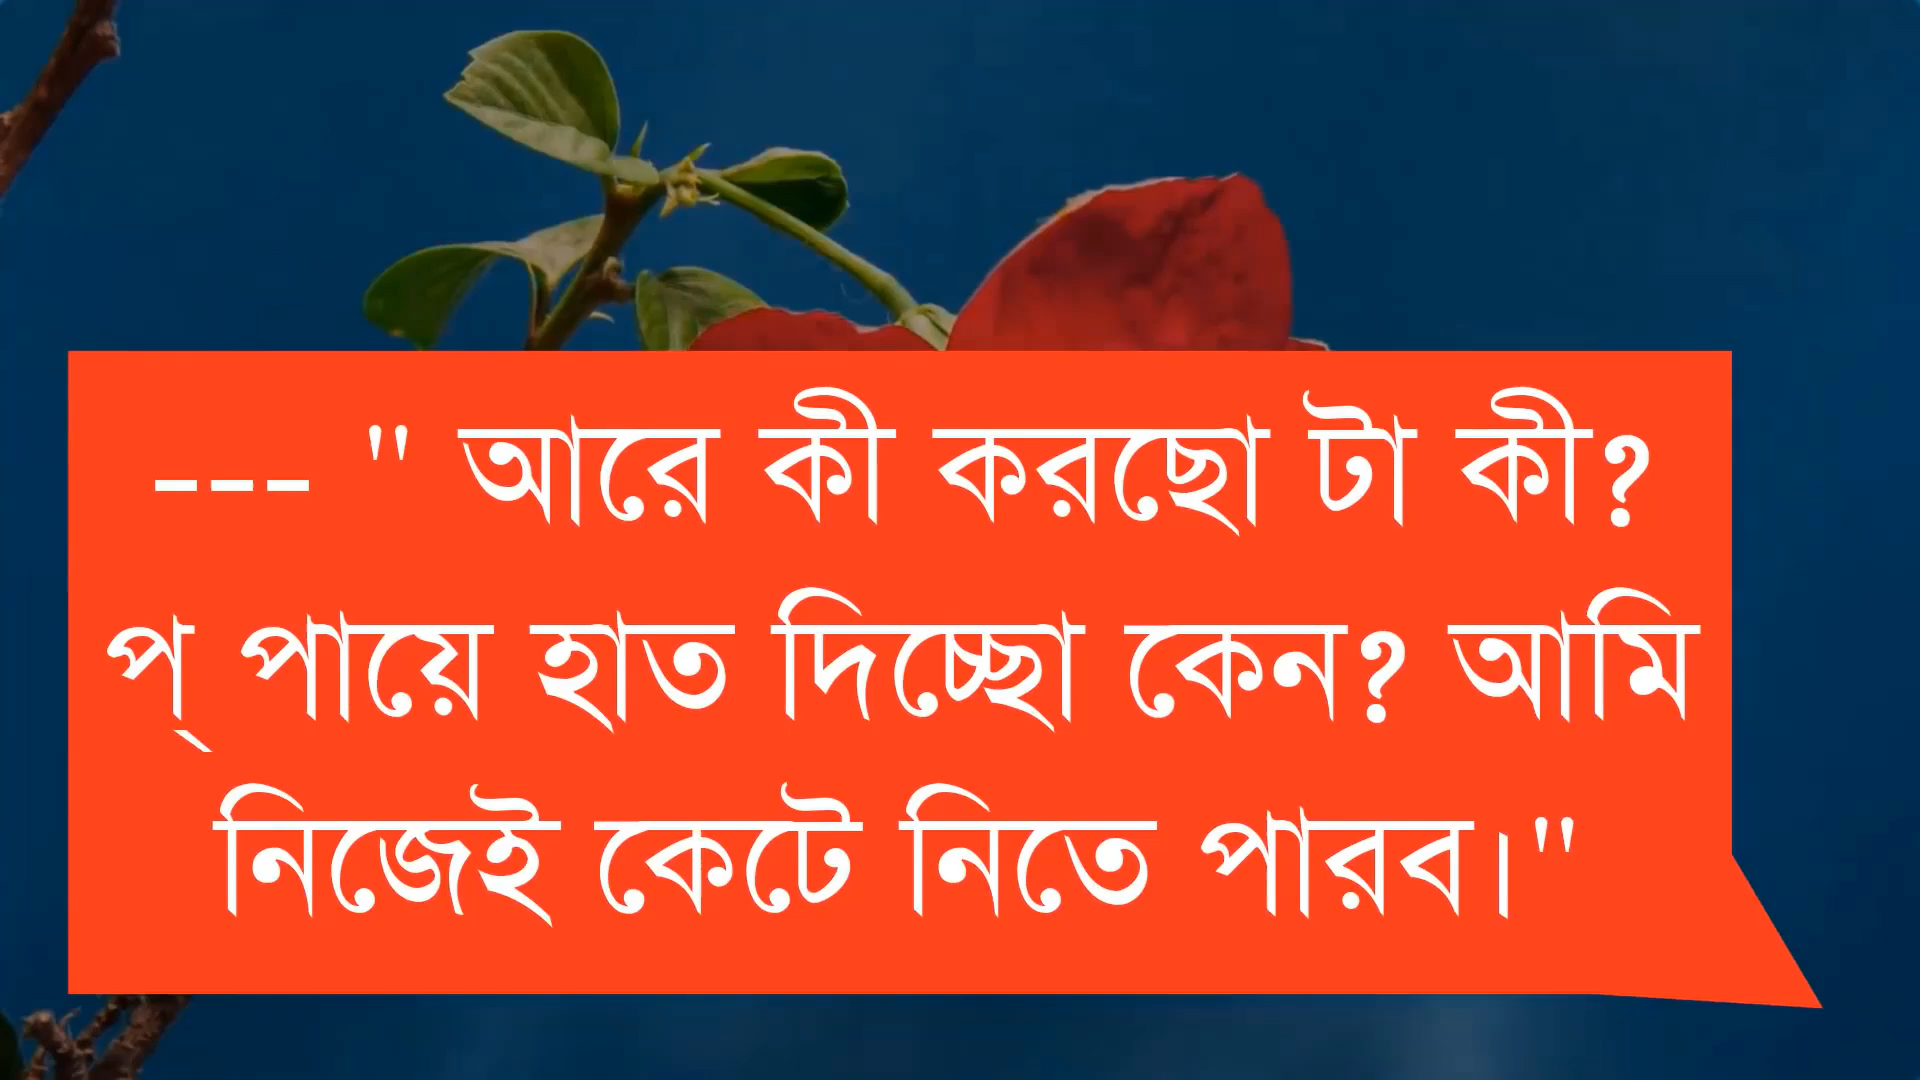 --- " আরে কী করছো টা কী?
প্ পায়ে হাত দিচ্ছো কেন? আমি
নিজেই কেটে নিতে পারব।"